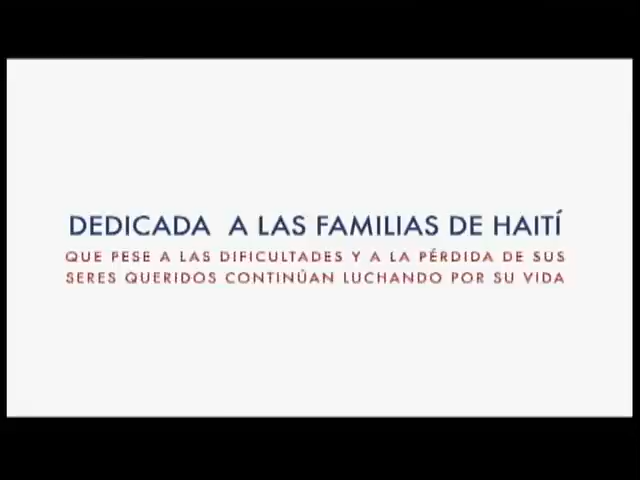 DEDICADA A LAS FAMILIAS DE HAITÍ
QUE PESE A LAS DIFICULTADES Y A LA PÉRDIDA DE SUS
SERES QUERIDOS CONTINÚAN LUCHANDO POR SU VIDA